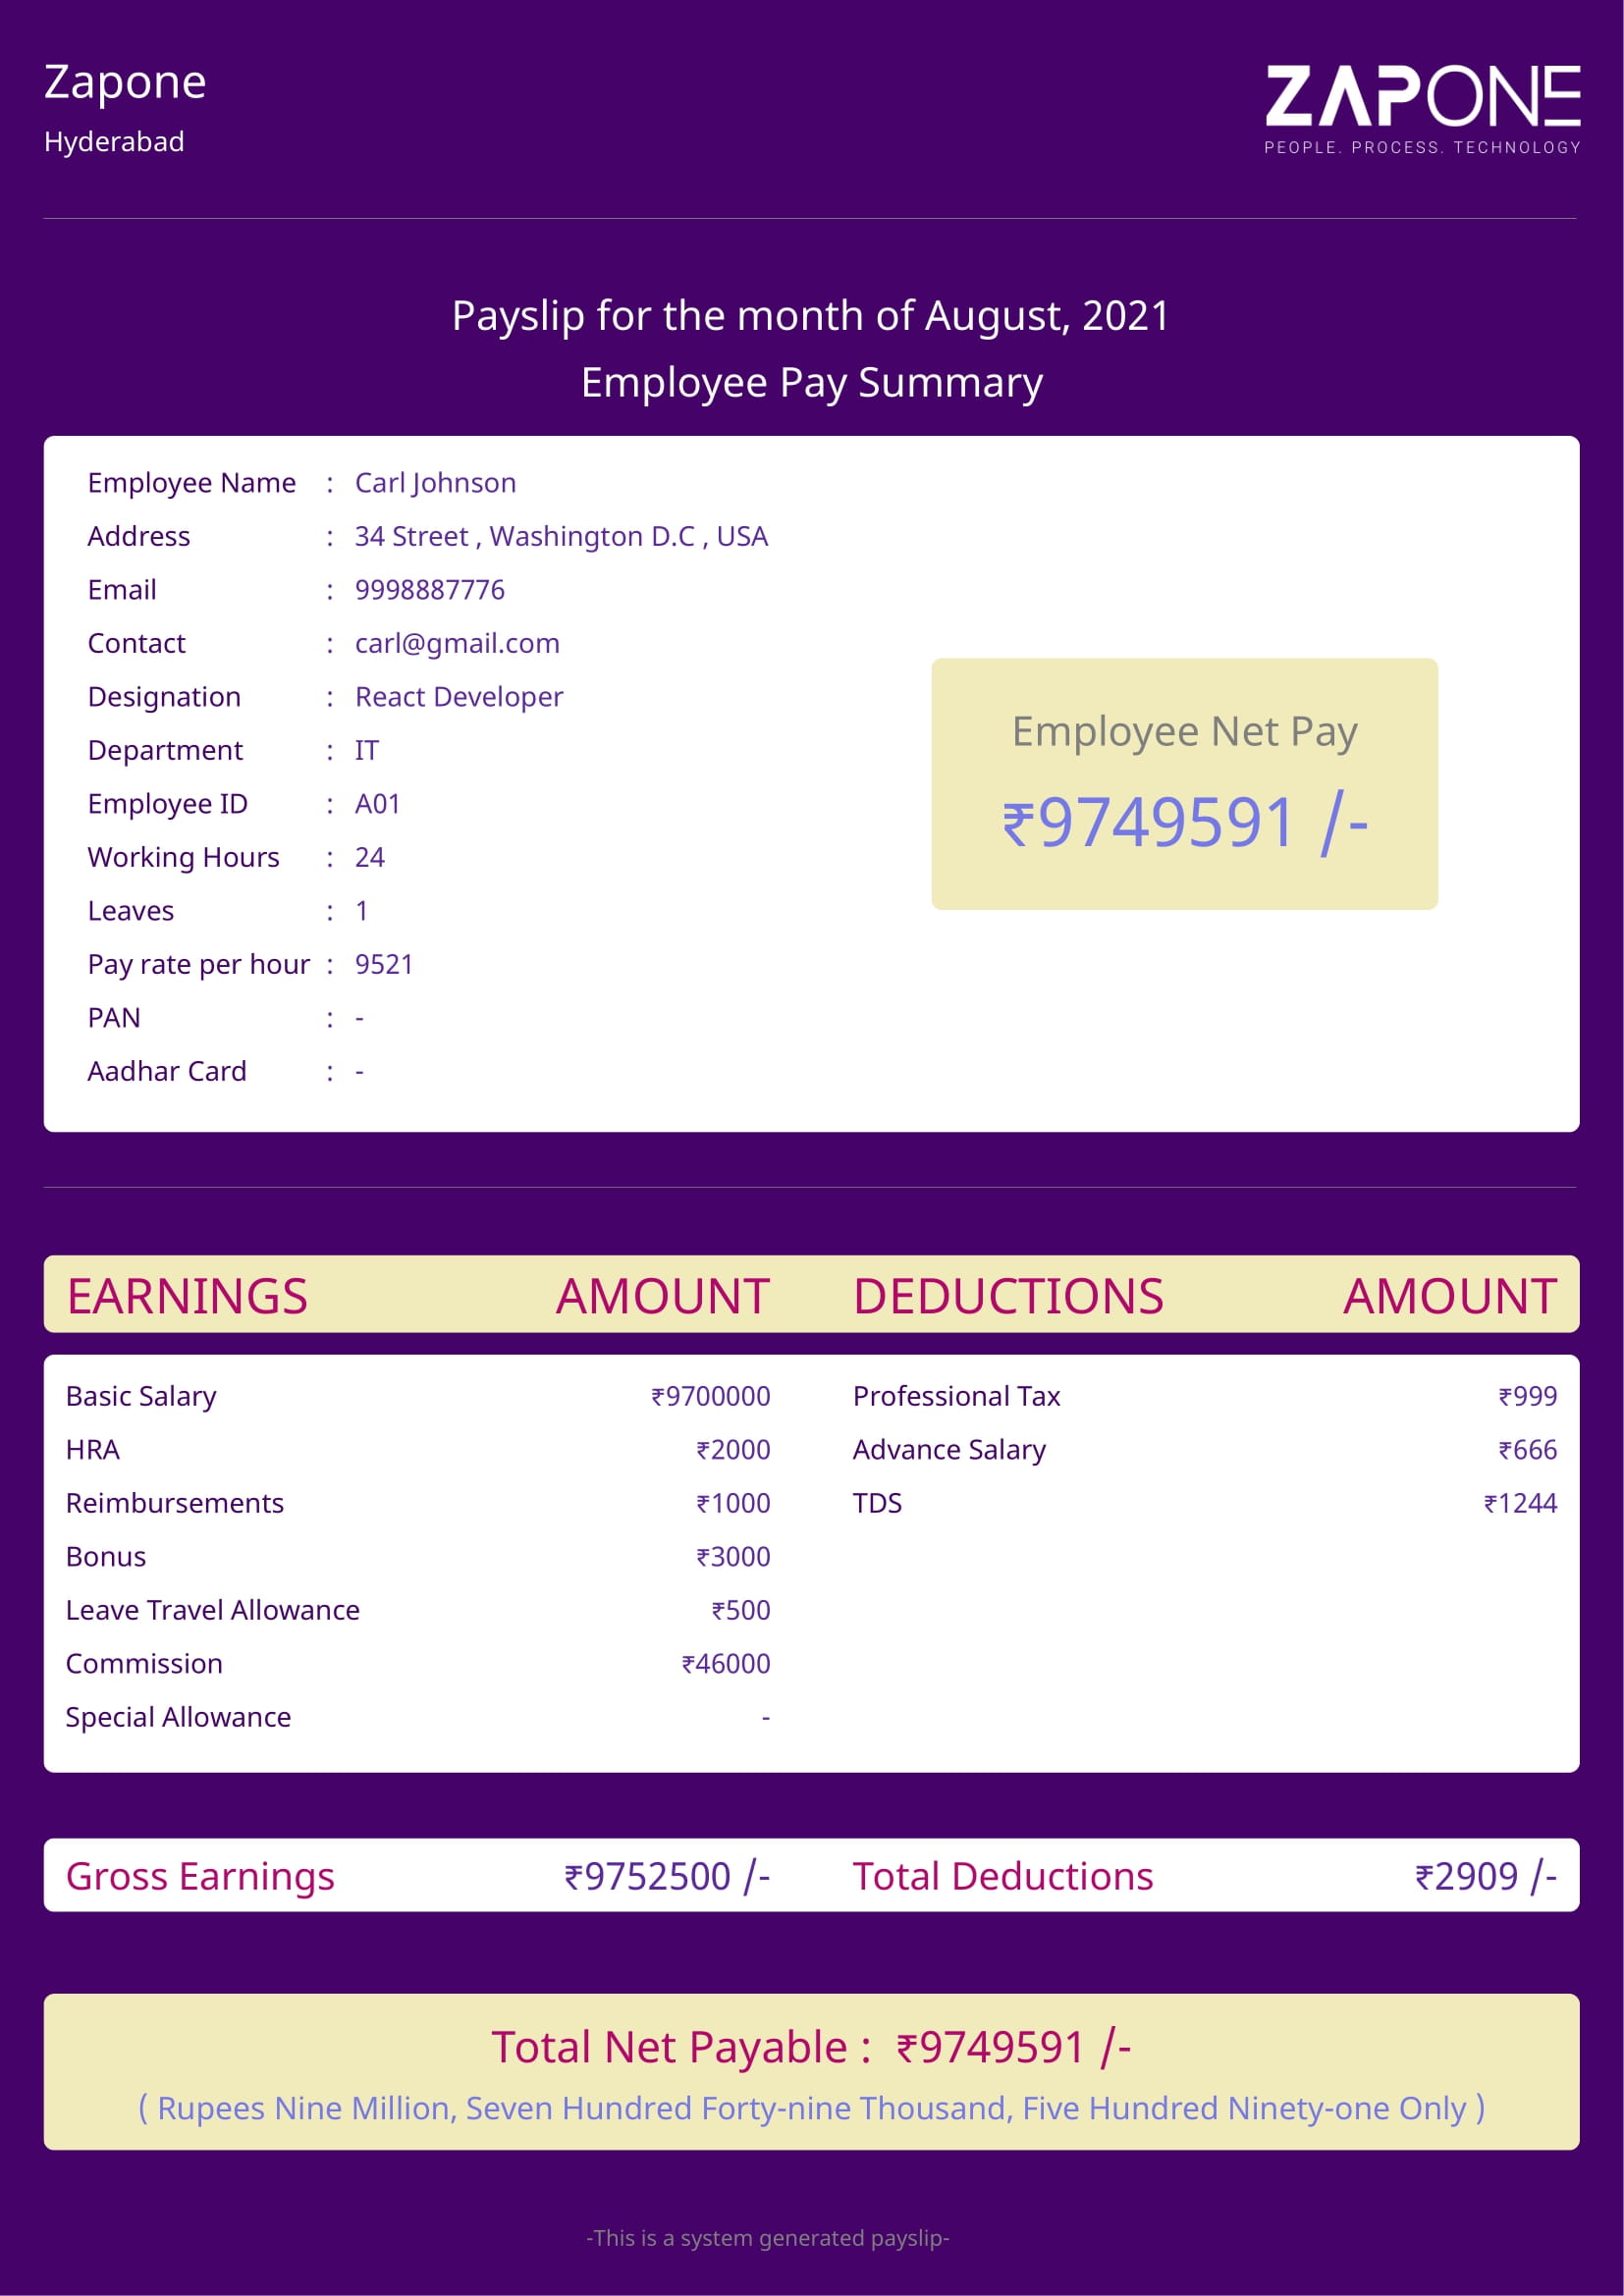 Zapone
Hyderabad
ZAPONE
PEOPLE. PROCESS. TECHNOLOGY
Payslip for the month of August, 2021
Employee Pay Summary
Employee Name : Carl Johnson
Address : 34 Street , Washington D.C , USA
Email : 9998887776
Contact : carl@gmail.com
Designation : React Developer
Department : IT
Employee ID : A01
Working Hours : 24
Leaves : 1
Pay rate per hour : 9521
PAN : -
Aadhar Card : -
Employee Net Pay
₹9749591 /-
EARNINGS AMOUNT DEDUCTIONS AMOUNT
Basic Salary ₹9700000 Professional Tax ₹999
HRA ₹2000 Advance Salary ₹666
Reimbursements ₹1000 TDS ₹1244
Bonus ₹3000
Leave Travel Allowance ₹500
Commission ₹46000
Special Allowance -
Gross Earnings ₹9752500 /- Total Deductions ₹2909 /-
Total Net Payable : ₹9749591 /-
( Rupees Nine Million, Seven Hundred Forty-nine Thousand, Five Hundred Ninety-one Only )
-This is a system generated payslip-